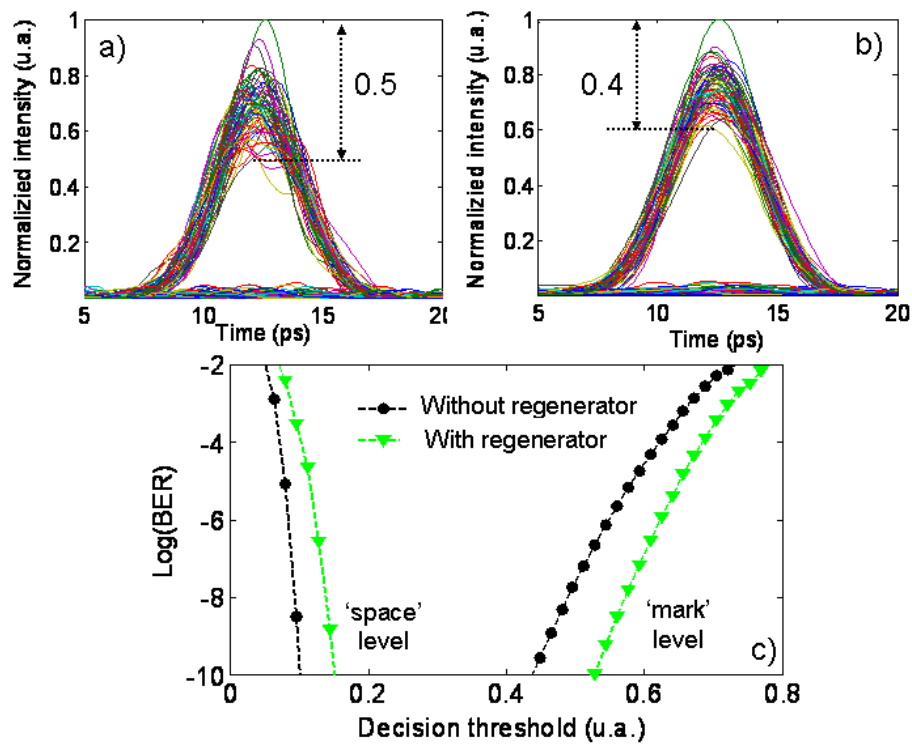 a)
0.5
Normalizied intensity (u.a.)
1
0.8
0.6
0.4
0.2
5
10
15
20
Time (ps)
b)
0.4
Normalizied intensity (u.a.)
1
0.8
0.6
0.4
0.2
5
10
15
20
Time (ps)
Log(BER)
-2
-4
-6
-8
-10
Without regenerator
With regenerator
'space'
level
'mark'
level
c)
0
0.2
0.4
0.6
0.8
Decision threshold (u.a.)